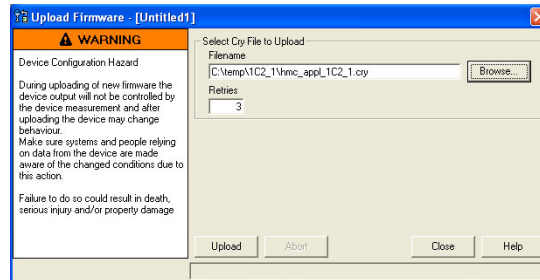 Upload Firmware - [Untitled1]
WARNING
Device Configuration Hazard
During uploading of new firmware the
device output will not be controlled by
the device measurement and after
uploading the device may change
behaviour.
Make sure systems and people relying
on data from the device are made
aware of the changed conditions due to
this action.
Failure to do so could result in death,
serious injury and/or property damage
Select Cry File to Upload
Filename
C:\temp\1C2_1\hmc_appl_1C2_1.cry
Browse...
Retries
3
Upload
Abort
Close
Help